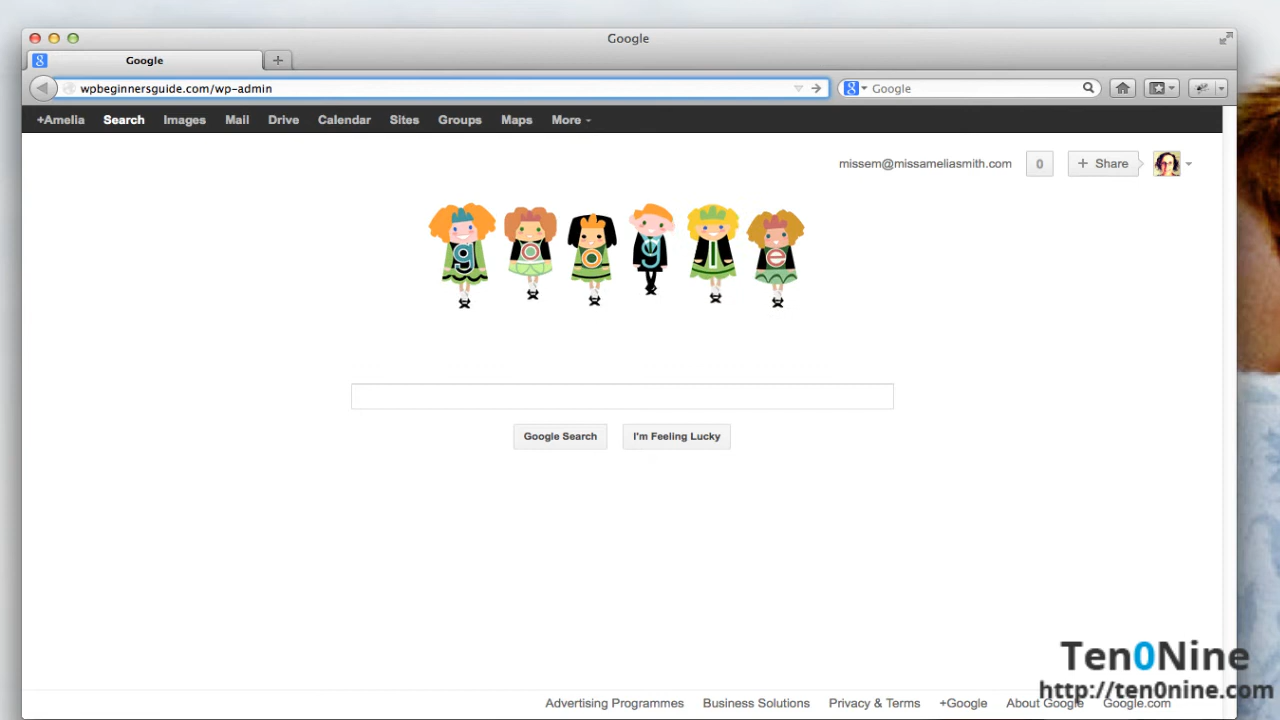 Google
Google
wpbeginnersguide.com/wp-admin
Google
+Amelia Search Images Mail Drive Calendar Sites Groups Maps More
missem@missameliasmith.com 0 + Share
google
Google Search I'm Feeling Lucky
Advertising Programmes Business Solutions Privacy & Terms +Google About Google Google.com
Ten0Nine
http://ten0nine.com